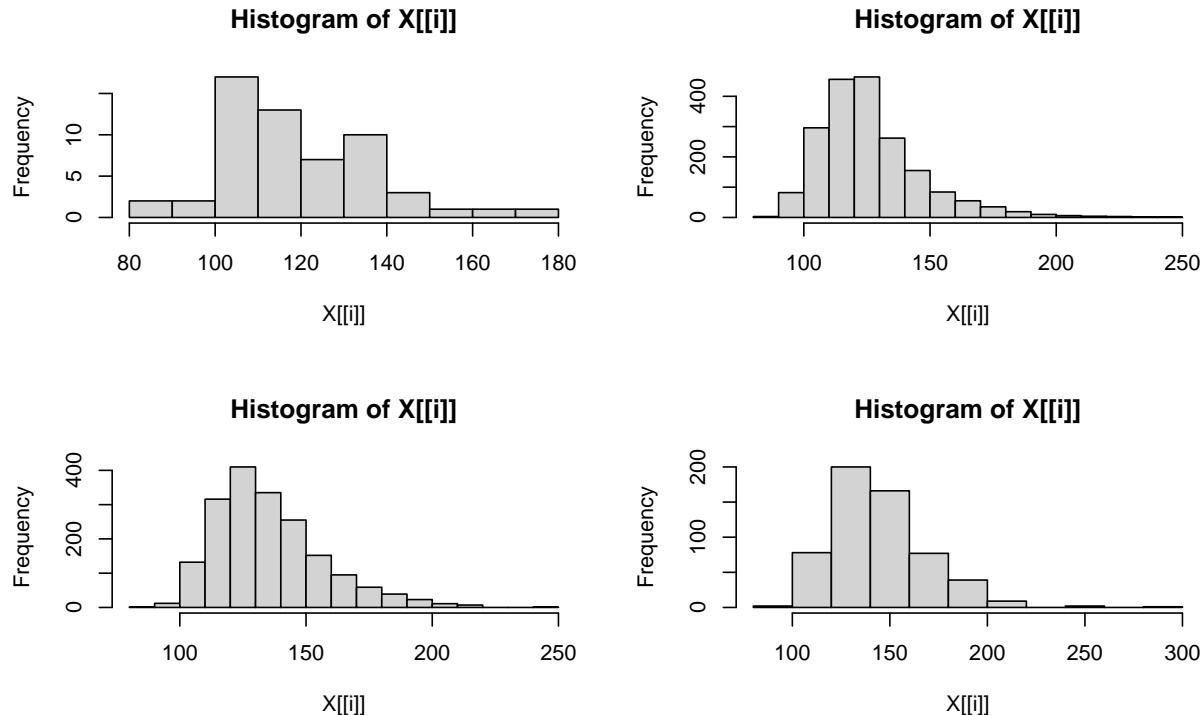 Histogram of X[[i]]
Frequency
0
5
10
80 100 120 140 160 180
X[[i]]
Histogram of X[[i]]
Frequency
0
200
400
100 150 200 250
X[[i]]
Histogram of X[[i]]
Frequency
0
200
400
100 150 200 250
X[[i]]
Histogram of X[[i]]
Frequency
0
100
200
100 150 200 250 300
X[[i]]